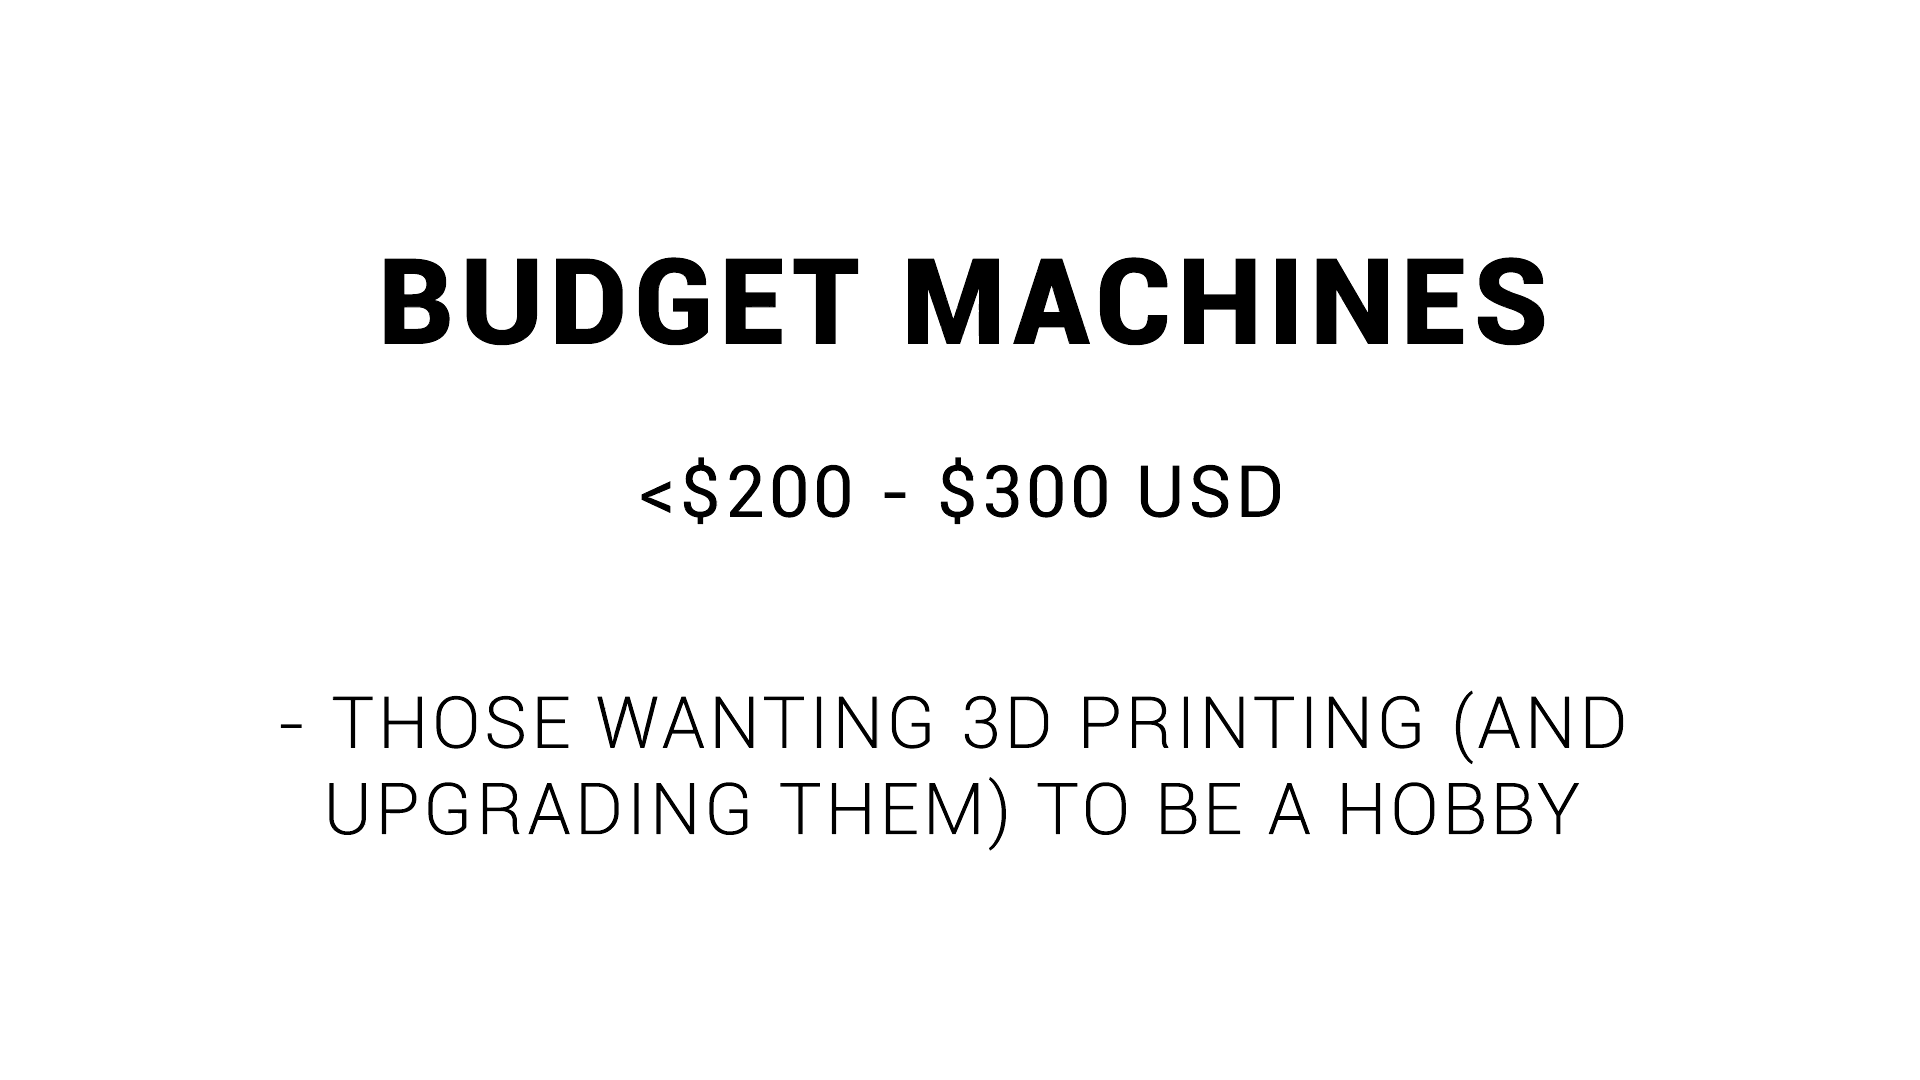 BUDGET MACHINES
<$200 - $300 USD
- THOSE WANTING 3D PRINTING (AND
UPGRADING THEM) TO BE A HOBBY